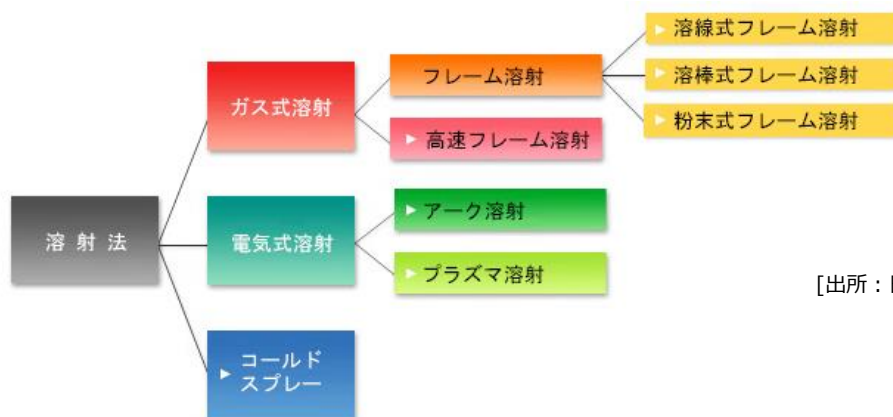 溶射法
ガス式溶射
電気式溶射
コールド
スプレー
フレーム溶射
高速フレーム溶射
アーク溶射
プラズマ溶射
溶線式フレーム溶射
溶棒式フレーム溶射
粉末式フレーム溶射
[出所：